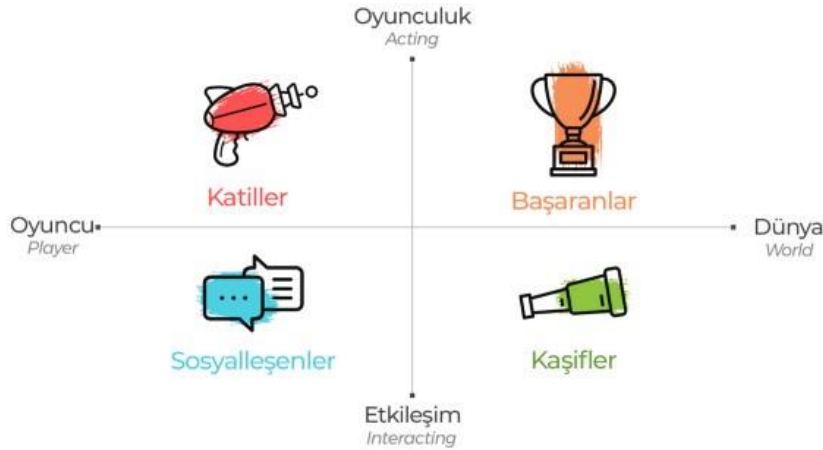 Oyunculuk
Acting
Katiller
Başaranlar
Oyuncu
Player
Dünya
World
Sosyalleşenler
Kaşifler
Etkileşim
Interacting